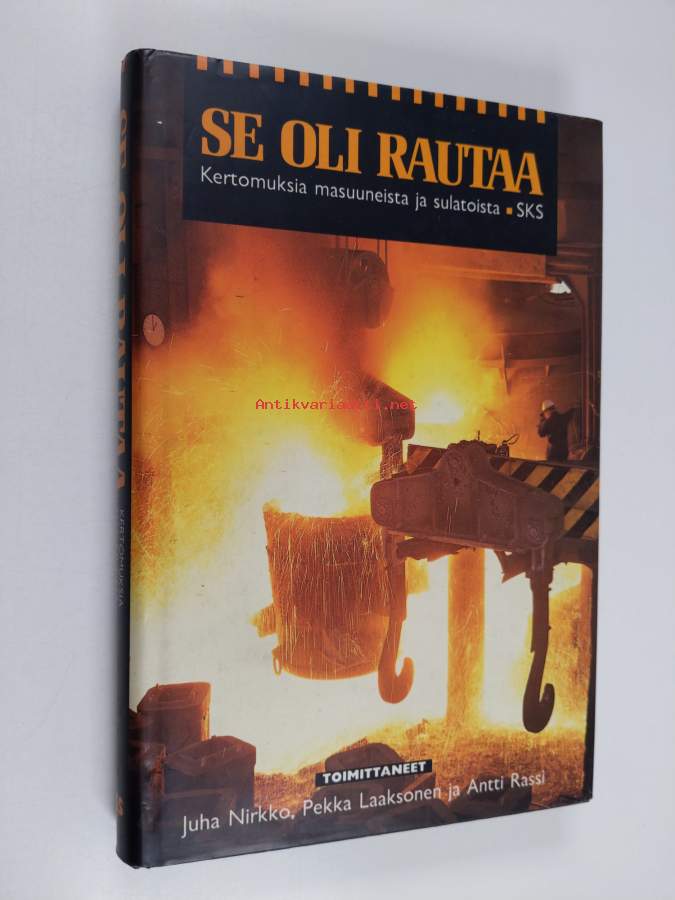 SE OLI RAUTAA
Kertomuksia masuuneista ja sulatoista ▪ SKS
Antikvariaatti.net
TOIMITTANEET
Juha Nirkko, Pekka Laaksonen ja Antti Rassi
SE OLI RAUTAA
KERTOMUKSIA